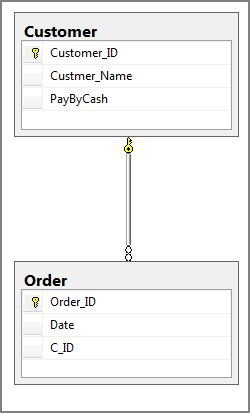 Customer
Customer_ID
Custmer_Name
PayByCash
Order
Order_ID
Date
C_ID